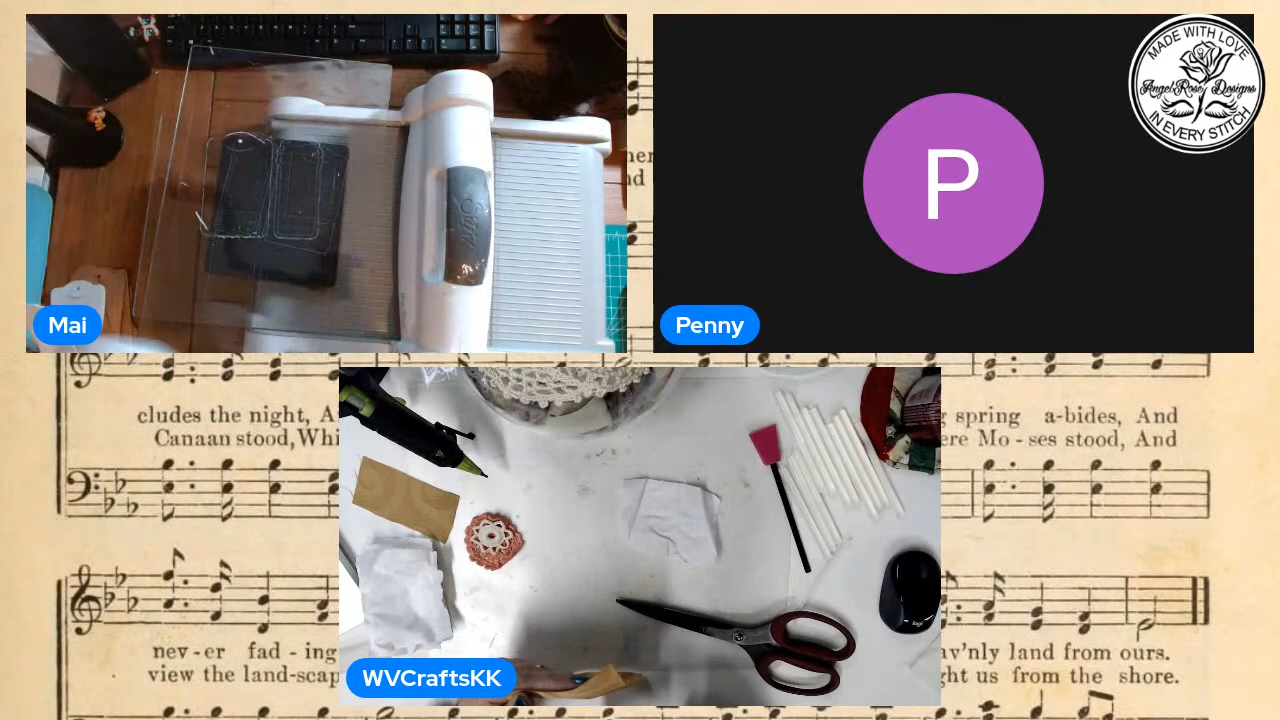 MADE WITH LOVE
AngelRose Designs
IN EVERY STITCH
P
Mai
Penny
cludes the night, A
Canaan stood, Whi
g spring a-bides, And
ere Mo-ses stood, And
nev-er fad-ing
view the land-scap
av'nly land from ours.
ght us from the shore.
WVCraftsKK